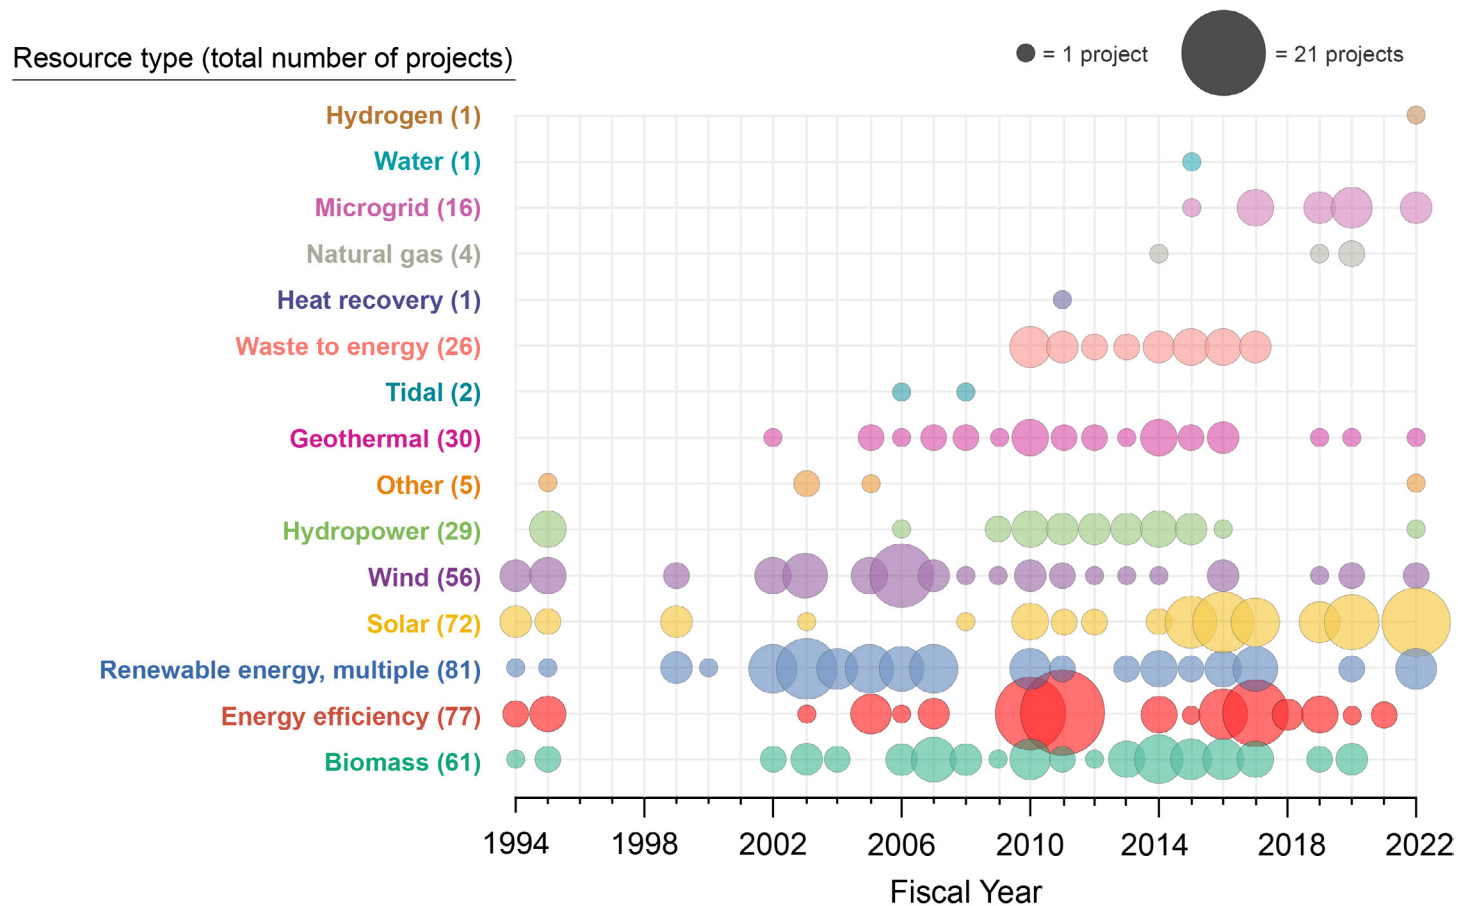 Resource type (total number of projects)
= 1 project
= 21 projects
Hydrogen (1)
Water (1)
Microgrid (16)
Natural gas (4)
Heat recovery (1)
Waste to energy (26)
Tidal (2)
Geothermal (30)
Other (5)
Hydropower (29)
Wind (56)
Solar (72)
Renewable energy, multiple (81)
Energy efficiency (77)
Biomass (61)
1994 1998 2002 2006 2010 2014 2018 2022
Fiscal Year